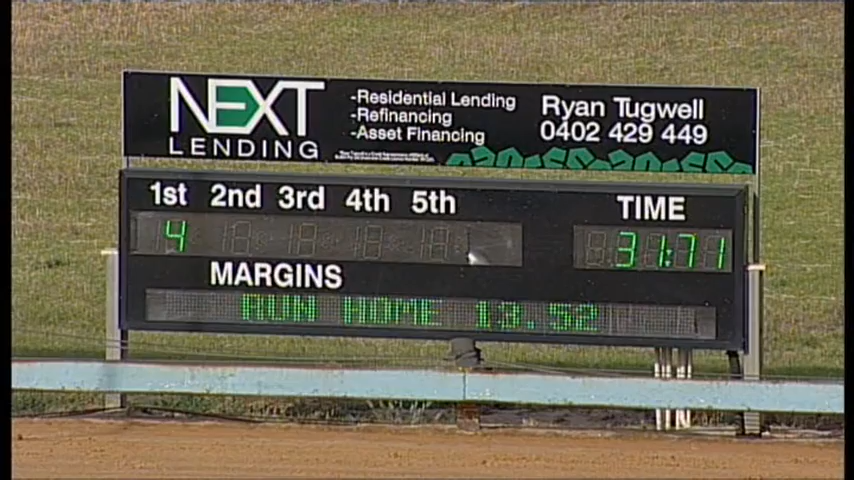 NEXT
LENDING
-Residential Lending
-Refinancing
-Asset Financing
Ryan Tugwell
0402 429 449
1st 2nd 3rd 4th 5th TIME
4 31:71
MARGINS
RUN HOME 13.52